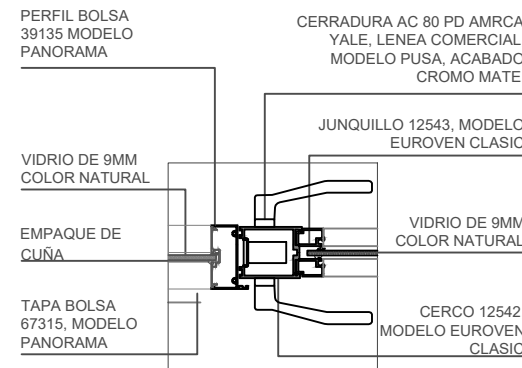 PERFIL BOLSA
39135 MODELO
PANORAMA
VIDRIO DE 9MM
COLOR NATURAL
EMPAQUE DE
CUÑA
TAPA BOLSA
67315, MODELO
PANORAMA
CERRADURA AC 80 PD AMRCA
YALE, LENEA COMERCIAL,
MODELO PUSA, ACABADO
CROMO MATE.
JUNQUILLO 12543, MODELO
EUROVEN CLASIC
VIDRIO DE 9MM
COLOR NATURAL
CERCO 12542,
MODELO EUROVEN
CLASIC